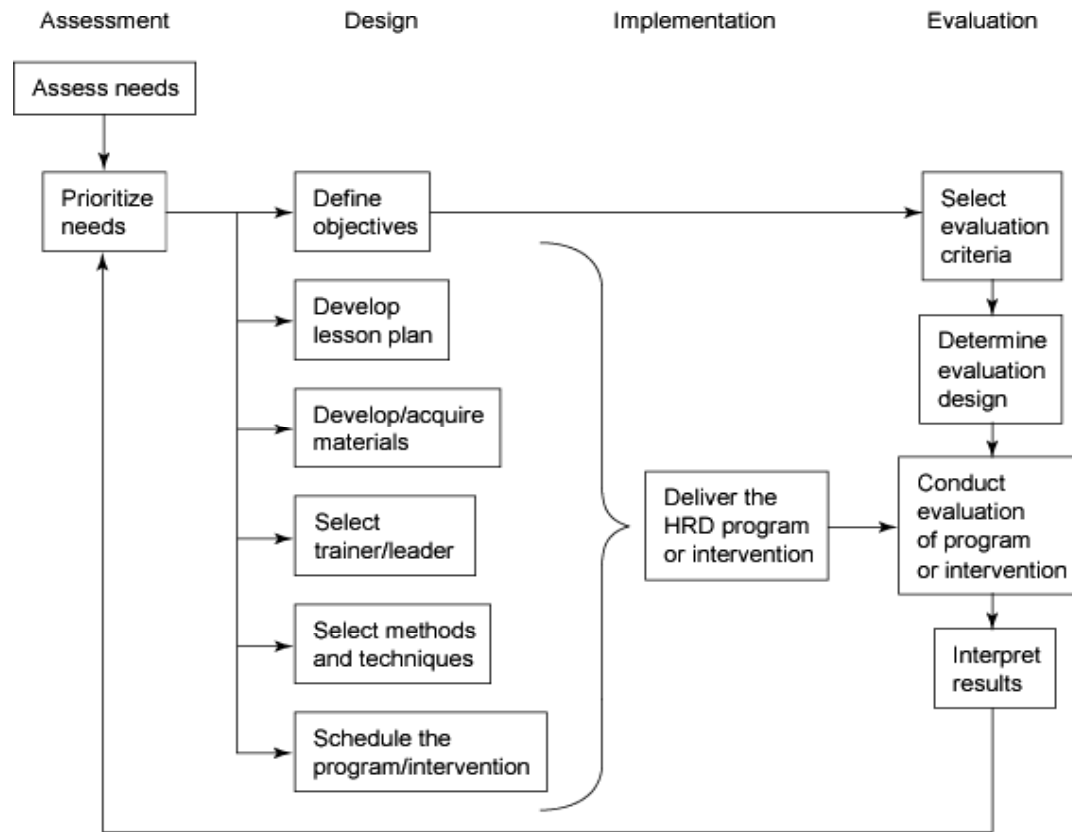 Assessment
Design
Implementation
Evaluation
Assess needs
Prioritize
needs
Define
objectives
Select
evaluation
criteria
Develop
lesson plan
Determine
evaluation
design
Develop/acquire
materials
Select
trainer/leader
Deliver the
HRD program
or intervention
Conduct
evaluation
of program
or intervention
Select methods
and techniques
Interpret
results
Schedule the
program/intervention